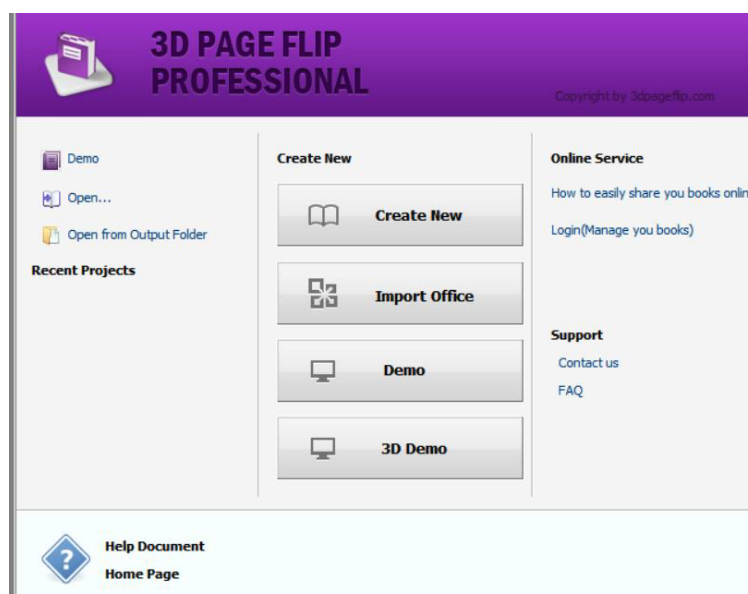 3D PAGE FLIP
PROFESSIONAL
Copyright by 3dpageflip.com
Demo
Open...
Open from Output Folder
Recent Projects
Create New
Create New
Import Office
Demo
3D Demo
Online Service
How to easily share you books onlin
Login(Manage you books)
Support
Contact us
FAQ
Help Document
Home Page